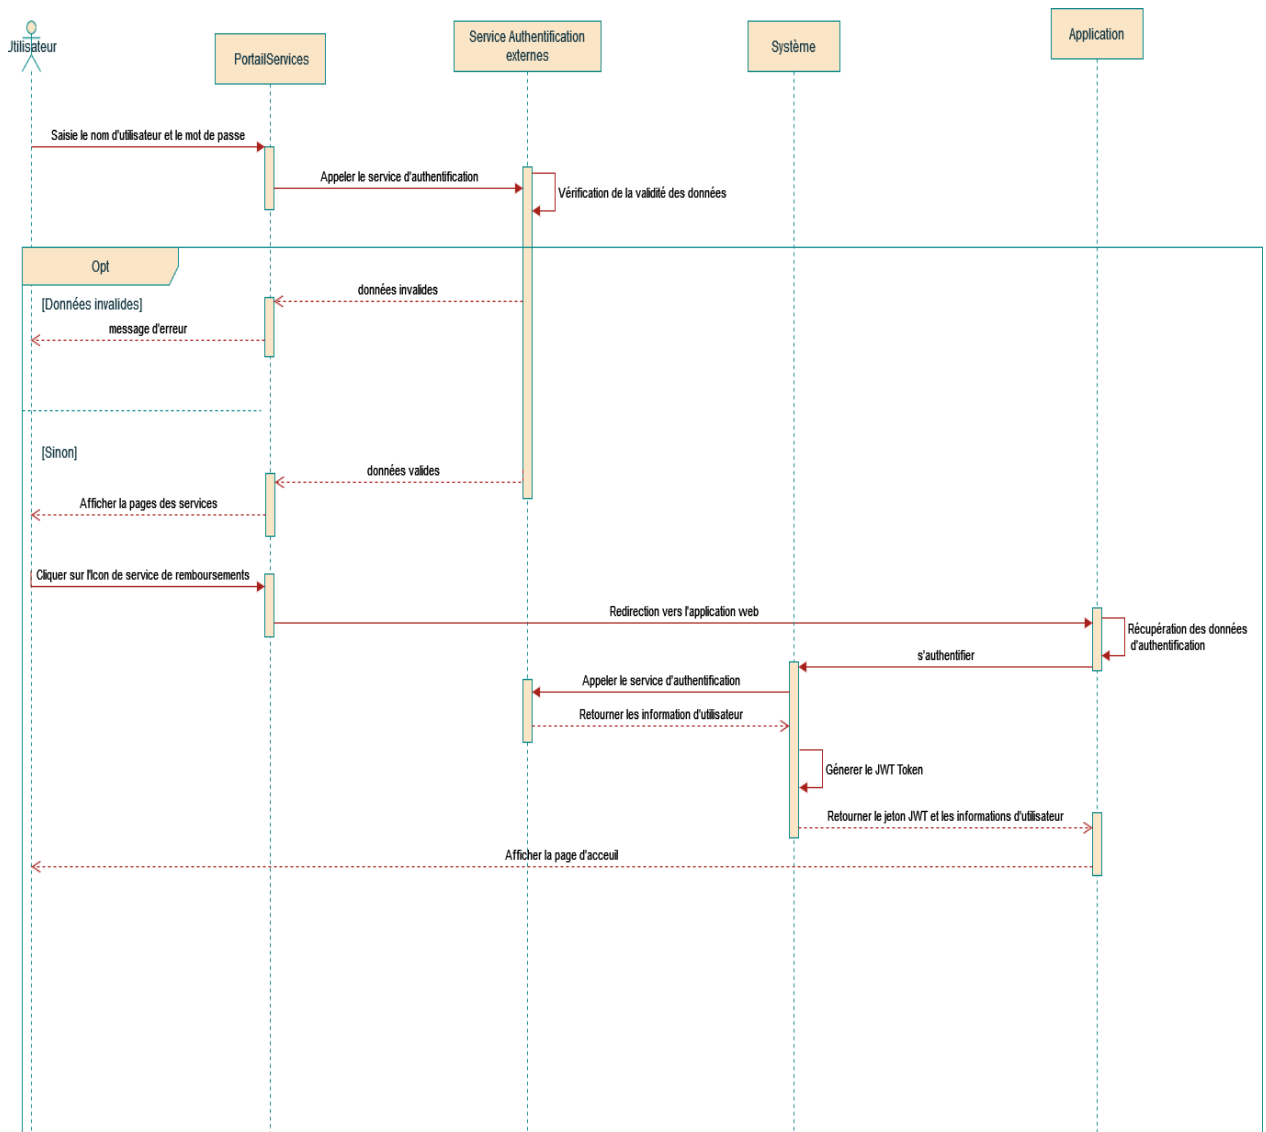 Utilisateur
PortailServices
Service Authentification
externes
Système
Application
Saisie le nom d'utilisateur et le mot de passe
Appeler le service d'authentification
Vérification de la validité des données
Opt
[Données invalides]
données invalides
message d'erreur
[Sinon]
données valides
Afficher la pages des services
Cliquer sur l'Icon de service de remboursements
Redirection vers l'application web
Récupération des données
d'authentification
s'authentifier
Appeler le service d'authentification
Retourner les information d'utilisateur
Génerer le JWT Token
Retourner le jeton JWT et les informations d'utilisateur
Afficher la page d'acceuil